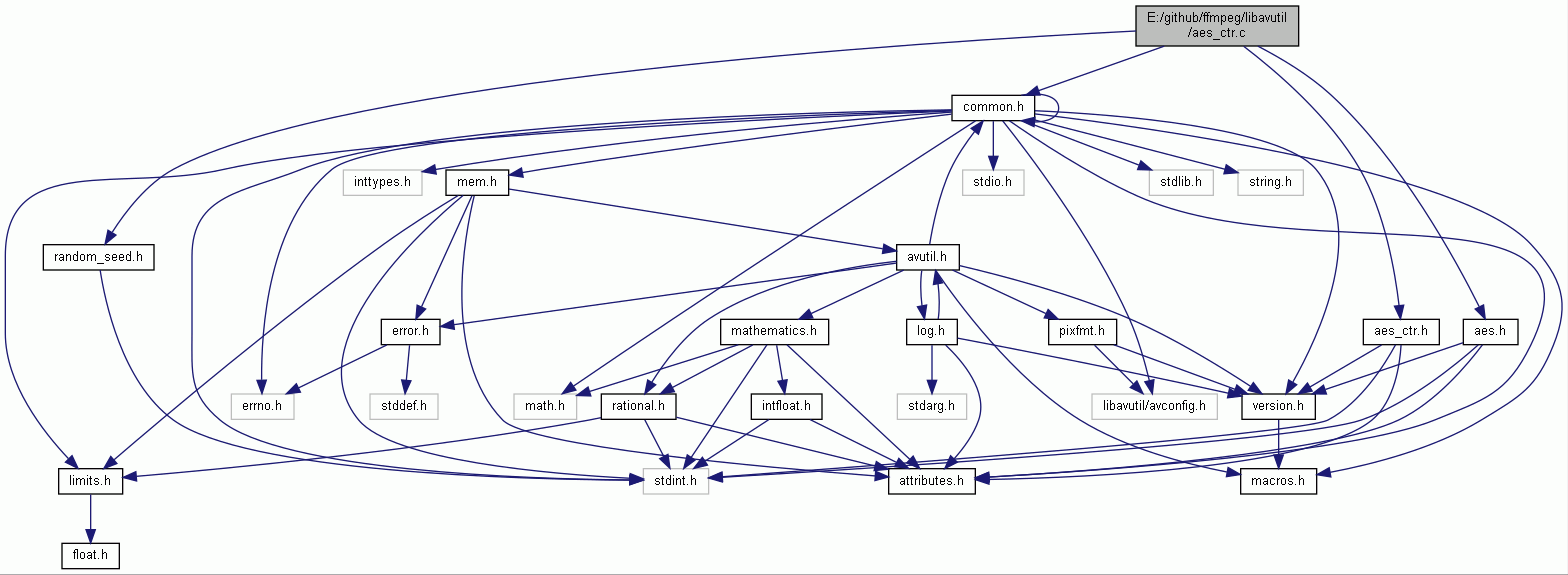 E:/github/ffmpeg/libavutil
/aes_ctr.c
common.h
inttypes.h
mem.h
stdio.h
stdlib.h
string.h
random_seed.h
avutil.h
error.h
mathematics.h
log.h
pixfmt.h
aes_ctr.h
aes.h
errno.h
stddef.h
math.h
rational.h
intfloat.h
stdarg.h
libavutil/avconfig.h
version.h
limits.h
stdint.h
attributes.h
macros.h
float.h